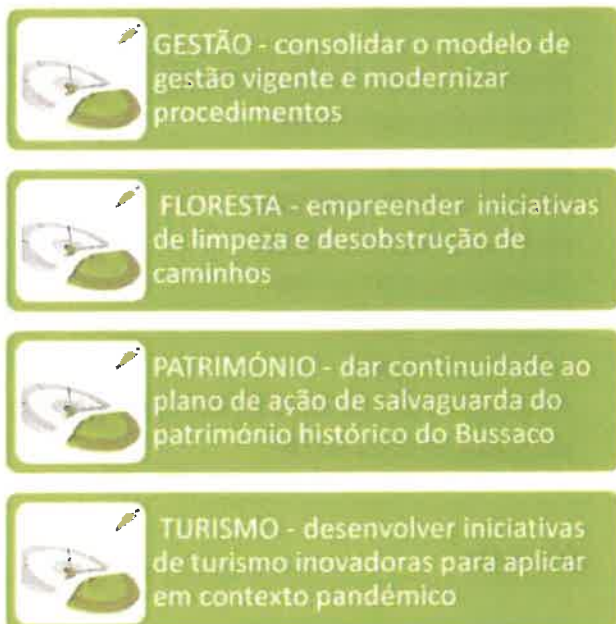 GESTÃO - consolidar o modelo de
gestão vigente e modernizar
procedimentos
FLORESTA - empreender iniciativas
de limpeza e desobstrução de
caminhos
PATRIMÓNIO - dar continuidade ao
plano de ação de salvaguarda do
património histórico do Bussaco
TURISMO - desenvolver iniciativas
de turismo inovadoras para aplicar
em contexto pandémico